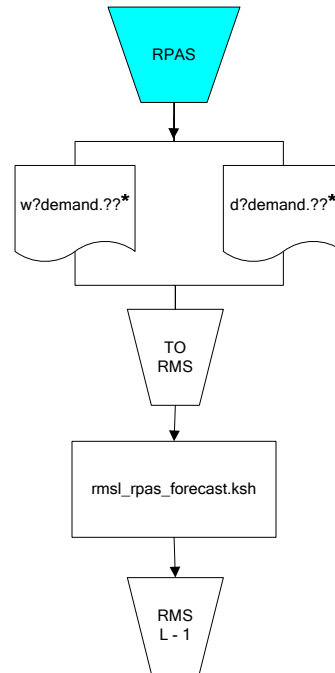 RPAS
w?demand.??*
d?demand.??*
TO
RMS
rmsl_rpas_forecast.ksh
RMS
L - 1